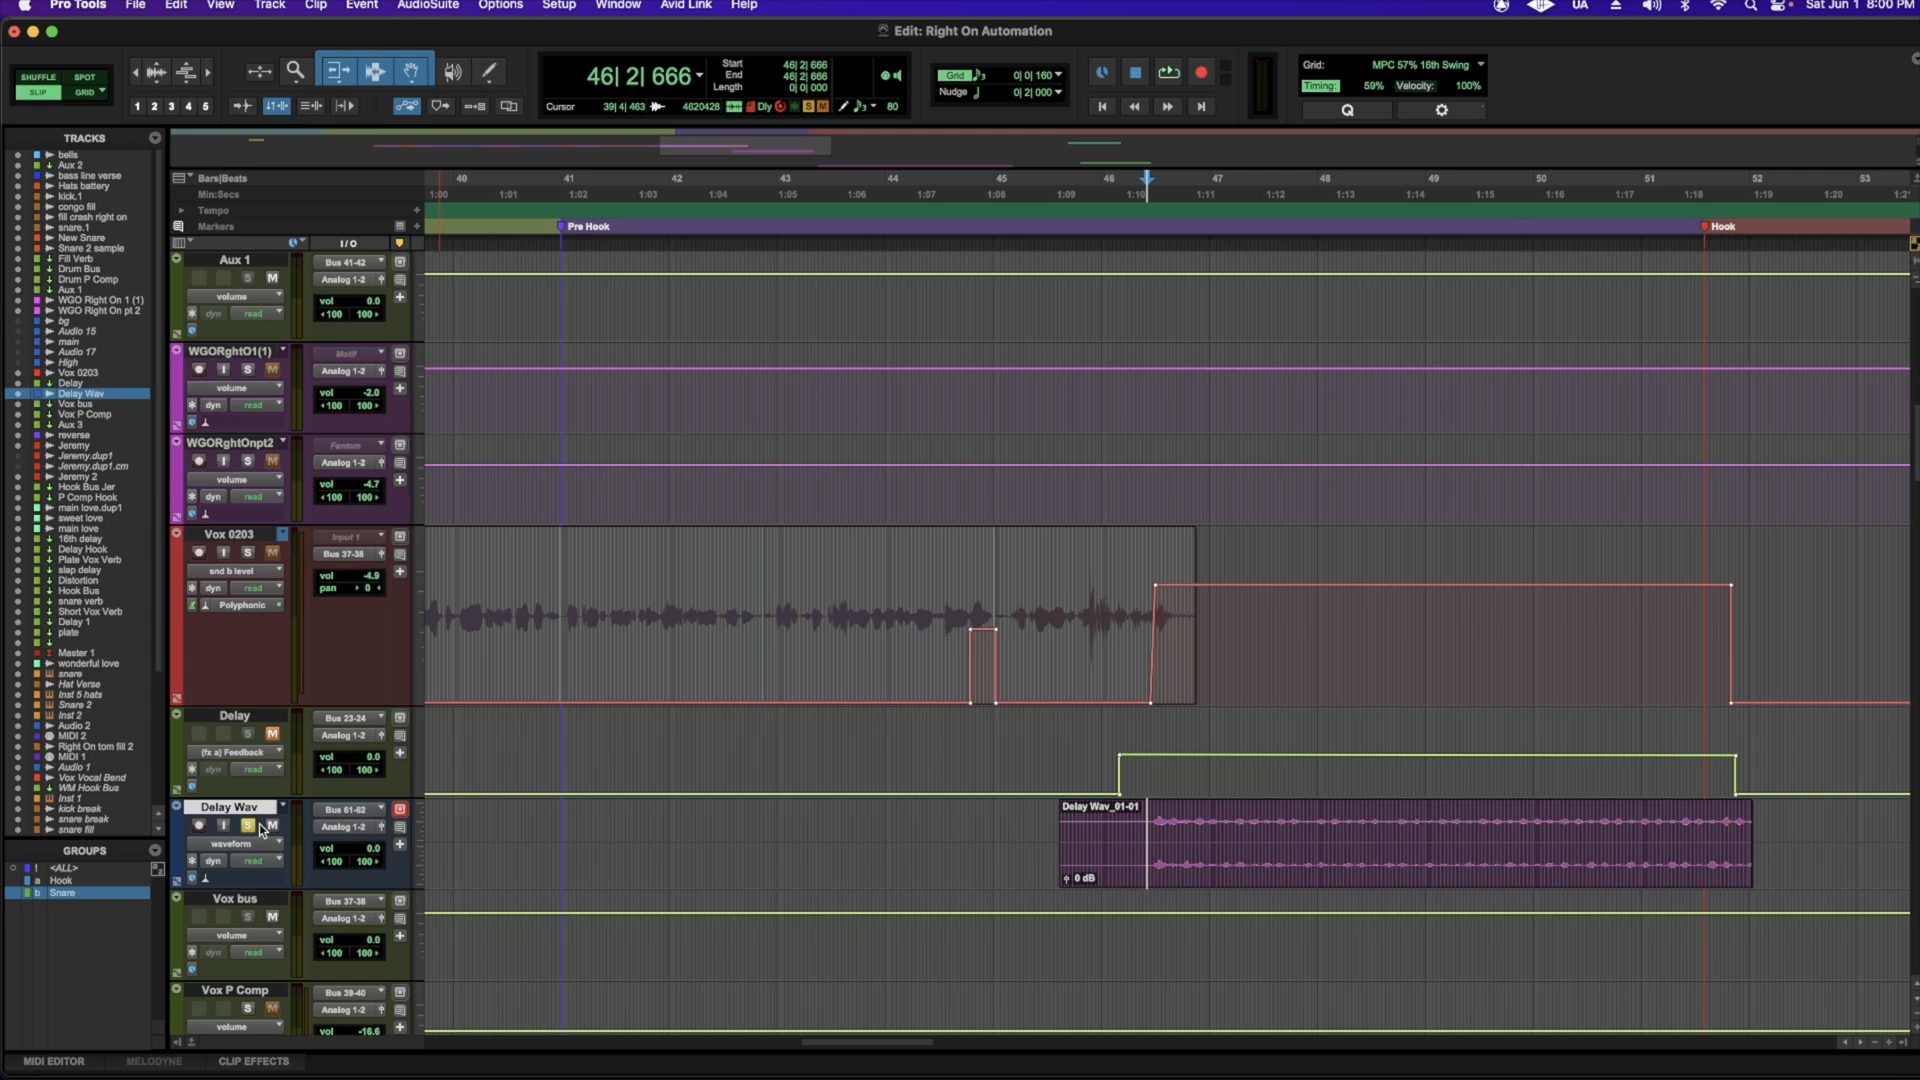 Pro Tools File Edit View Track Clip Event AudioSuite Options Setup Window Avid Link Help UA Sat Jun 1 8:00 PM
Edit: Right On Automation
SHUFFLE SPOT
SLIP GRID
1 2 3 4 5
46| 2| 666
Start 46| 2| 666
End 46| 2| 666
Length 0| 0| 000
Cursor 39| 4| 463 4620428 Dly S M 80
Grid 0| 0| 160
Nudge 0| 2| 000
Grid: MPC 57% 16th Swing
Timing: 59% Velocity: 100%
Q
TRACKS
bells
Aux 2
bass line verse
Hats battery
kick.1
congo fill
fill crash right on
snare.1
New Snare
Snare 2 sample
Fill Verb
Drum Bus
Drum P Comp
Aux 1
WGO Right On 1 (1)
WGO Right On pt 2
bg
Audio 15
main
Audio 17
High
Vox 0203
Delay
Delay Wav
Vox bus
Vox P Comp
Aux 3
reverse
Jeremy
Jeremy.dup1
Jeremy.dup1.cm
Jeremy 2
Hook Bus Jer
P Comp Hook
main love.dup1
sweet love
main love
16th delay
Delay Hook
Plate Vox Verb
slap delay
Distortion
Hook Bus
snare verb
Short Vox Verb
Delay 1
plate
Master 1
wonderful love
snare
Hat Verse
Inst 5 hats
Snare 2
Inst 2
Audio 2
MIDI 2
Right On tom fill 2
MIDI 1
Audio 1
Vox Vocal Bend
WM Hook Bus
Inst 1
kick break
snare break
snare fill
GROUPS
! <ALL>
a Hook
b Snare
Bars|Beats 40 41 42 43 44 45 46 47 48 49 50 51 52 53
Min:Secs 1:00 1:01 1:02 1:03 1:04 1:05 1:06 1:07 1:08 1:09 1:10 1:11 1:12 1:13 1:14 1:15 1:16 1:17 1:18 1:19 1:20
Tempo
Markers Pre Hook Hook
I/O
Aux 1 Bus 41-42
S M Analog 1-2
volume vol 0.0
dyn read 100 100
WGORghtO1(1) Motif
I S M Analog 1-2
volume vol -2.0
dyn read 100 100
WGORghtOnpt2 Fantom
I S M Analog 1-2
volume vol -4.7
dyn read 100 100
Vox 0203 Input 1
I S M Bus 37-38
snd b level vol -4.9
dyn read pan 0
Polyphonic
Delay Bus 23-24
S M Analog 1-2
(fx a) Feedback vol 0.0
dyn read 100 100
Delay Wav Bus 61-62
I S M Analog 1-2
waveform vol 0.0
dyn read 100 100
Delay Wav_01-01
0 dB
Vox bus Bus 37-38
S M Analog 1-2
volume vol 0.0
dyn read 100 100
Vox P Comp Bus 39-40
S M Analog 1-2
volume vol -16.6
MIDI EDITOR MELODYNE CLIP EFFECTS